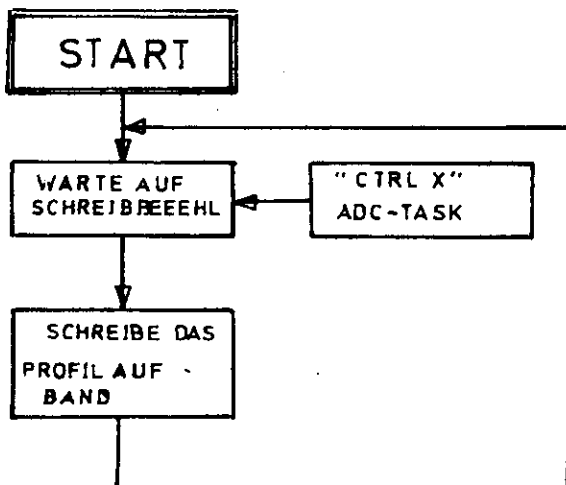 START
WARTE AUF
SCHREIBBEEEHL
"CTRL X"
ADC-TASK
SCHREIBE DAS
PROFIL AUF
BAND